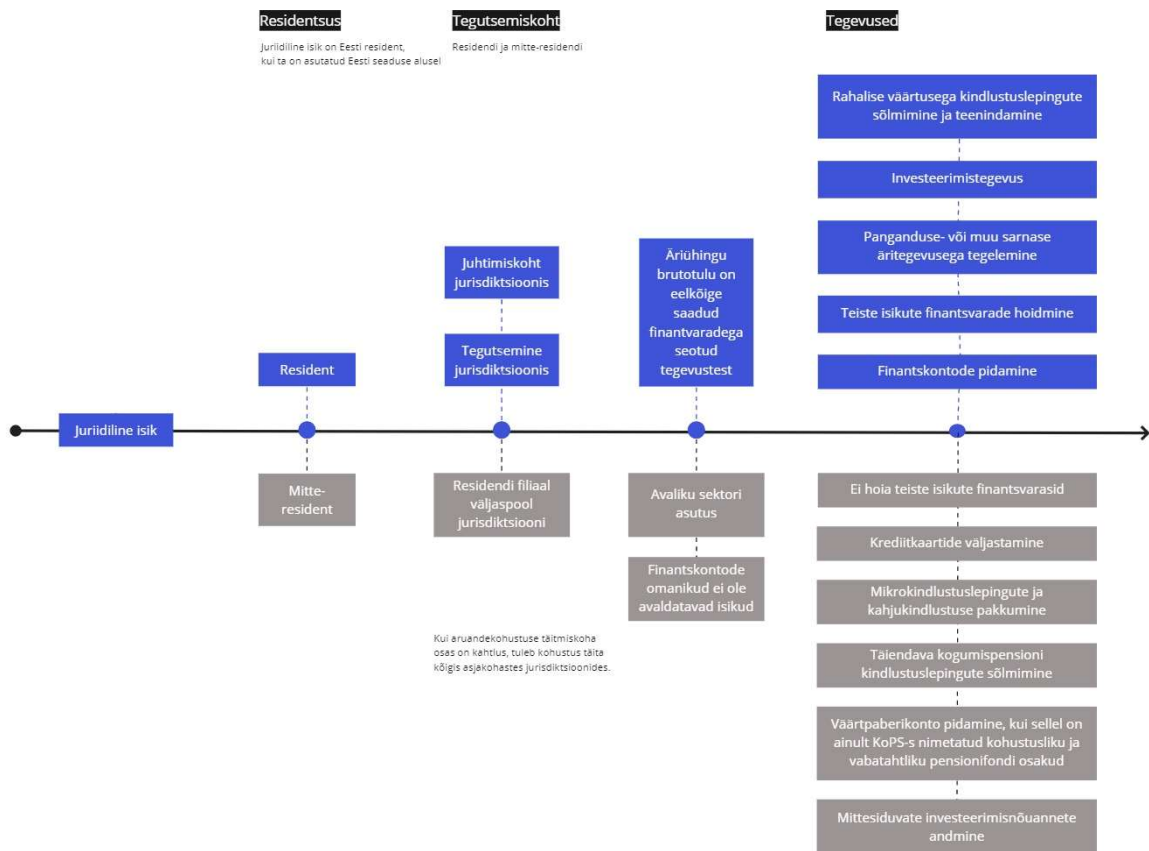 Residentsus
Juriidiline isik on Eesti resident,
kui ta on asutatud Eesti seaduse alusel
Tegutsemiskoht
Residendi ja mitte-residendi
Tegevused
Rahalise väärtusega kindlustuslepingute
sõlmimine ja teenindamine
Investeerimistegevus
Panganduse- või muu sarnase
äritegevusega tegelemine
Teiste isikute finantsvarade hoidmine
Finantskontode pidamine
Äriühingu
brutotulu on
eelkõige
saadud
finantvaradega
seotud
tegevustest
Juhtimiskoht
jurisdiktsioonis
Tegutsemine
jurisdiktsioonis
Resident
Juriidiline isik
Mitte-
resident
Residendi filiaal
väljaspool
jurisdiktsiooni
Avaliku sektori
asutus
Finantskontode
omanikud ei ole
avaldatavad isikud
Kui aruandekohustuse täitmiskoha
osas on kahtlus, tuleb kohustus täita
kõigis asjakohastes jurisdiktsioonides.
Ei hoia teiste isikute finantsvarasid
Krediitkaartide väljastamine
Mikrokindlustuslepingute ja
kahjukindlustuse pakkumine
Täiendava kogumispensioni
kindlustuslepingute sõlmimine
Väärtpaberikonto pidamine, kui sellel on
ainult KoPS-s nimetatud kohustusliku ja
vabatahtliku pensionifondi osakud
Mittesiduvate investeerimisnõuannete
andmine